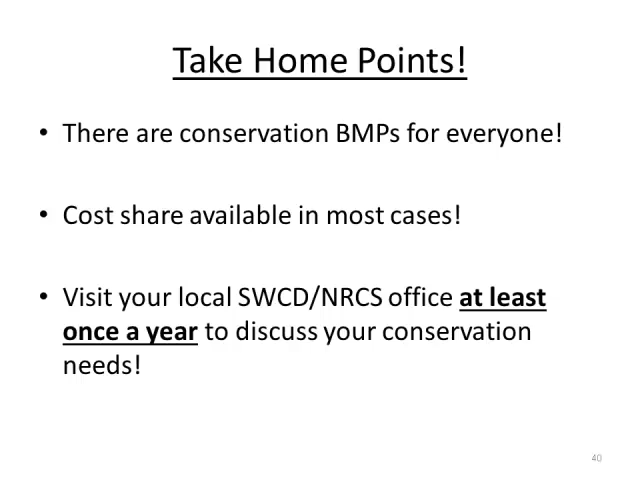 Take Home Points!
• There are conservation BMPs for everyone!
• Cost share available in most cases!
• Visit your local SWCD/NRCS office at least
once a year to discuss your conservation
needs!
40